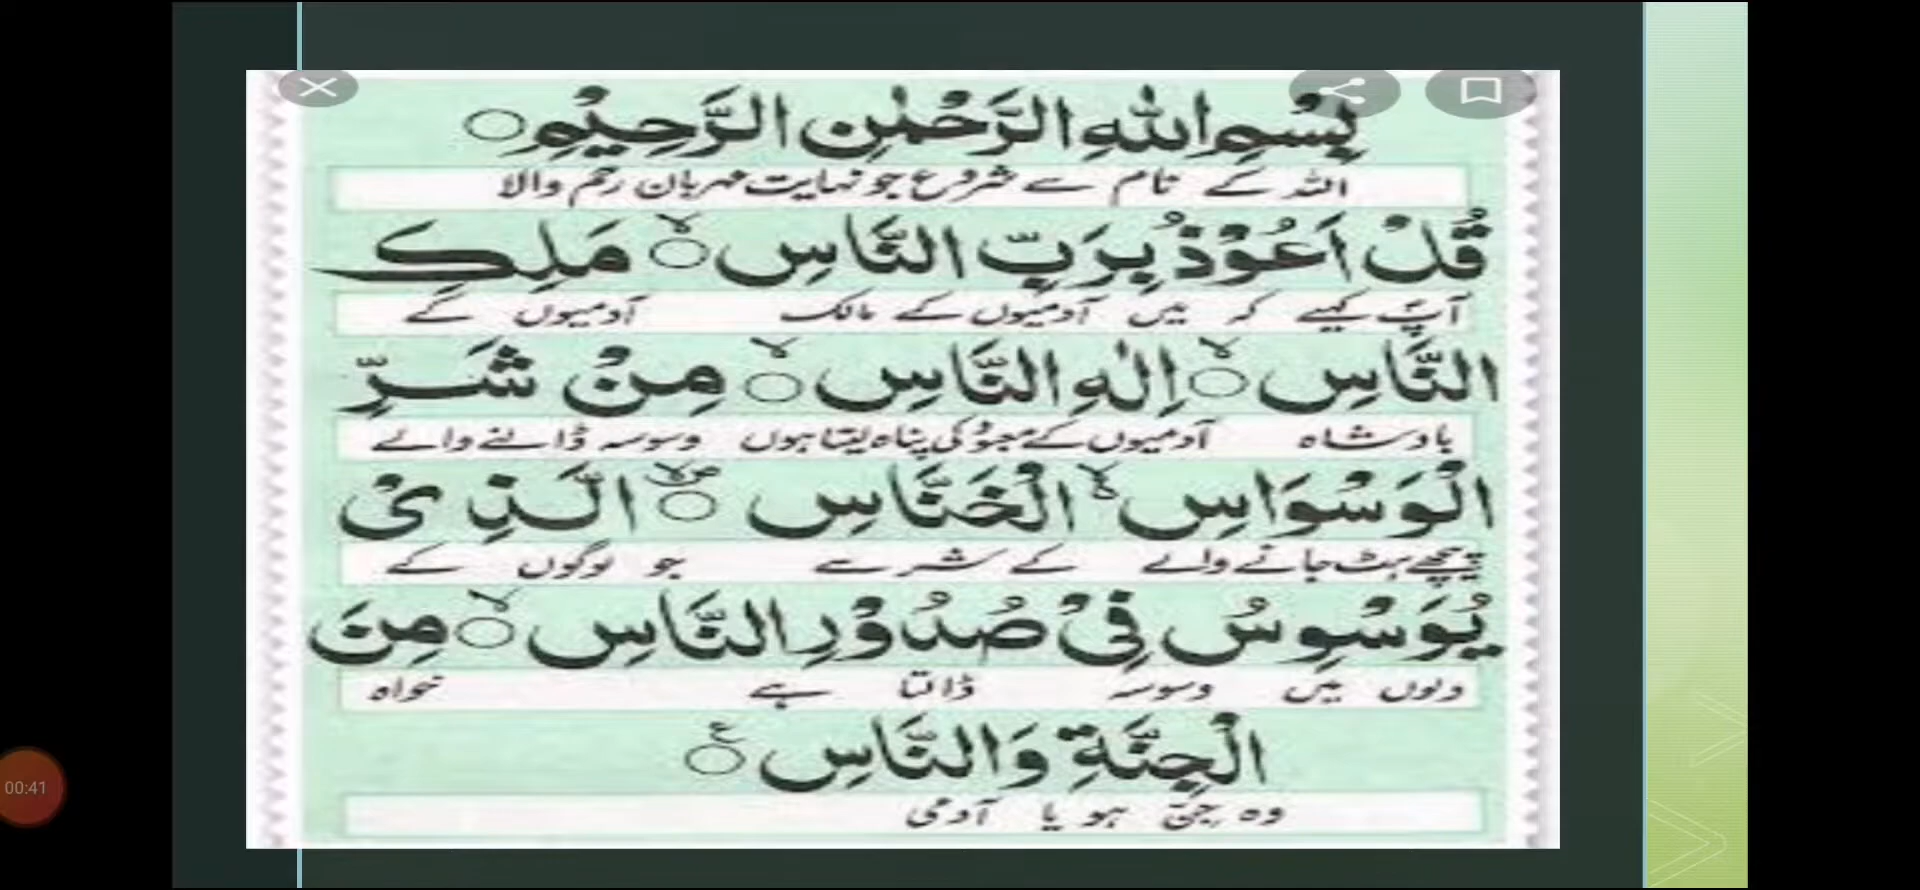 بِسْمِ اللهِ الرَّحْمٰنِ الرَّحِيْمِ
اللہ کے نام سے شروع جو نہایت مہربان رحم والا
قُلْ اَعُوْذُ بِرَبِّ النَّاسِ مَلِكِ
آپ کہیے کہ میں آدمیوں کے مالک آدمیوں کے
النَّاسِ اِلٰهِ النَّاسِ مِنْ شَرِّ
بادشاہ آدمیوں کے معبود کی پناہ لیتا ہوں وسوسہ ڈالنے والے
الْوَسْوَاسِ الْخَنَّاسِ الَّذِىْ
پیچھے ہٹ جانے والے کے شر سے جو لوگوں کے
يُوَسْوِسُ فِىْ صُدُوْرِ النَّاسِ مِنَ
دلوں میں وسوسہ ڈالتا ہے خواہ
الْجِنَّةِ وَالنَّاسِ
وہ جن ہو یا آدمی
00:41